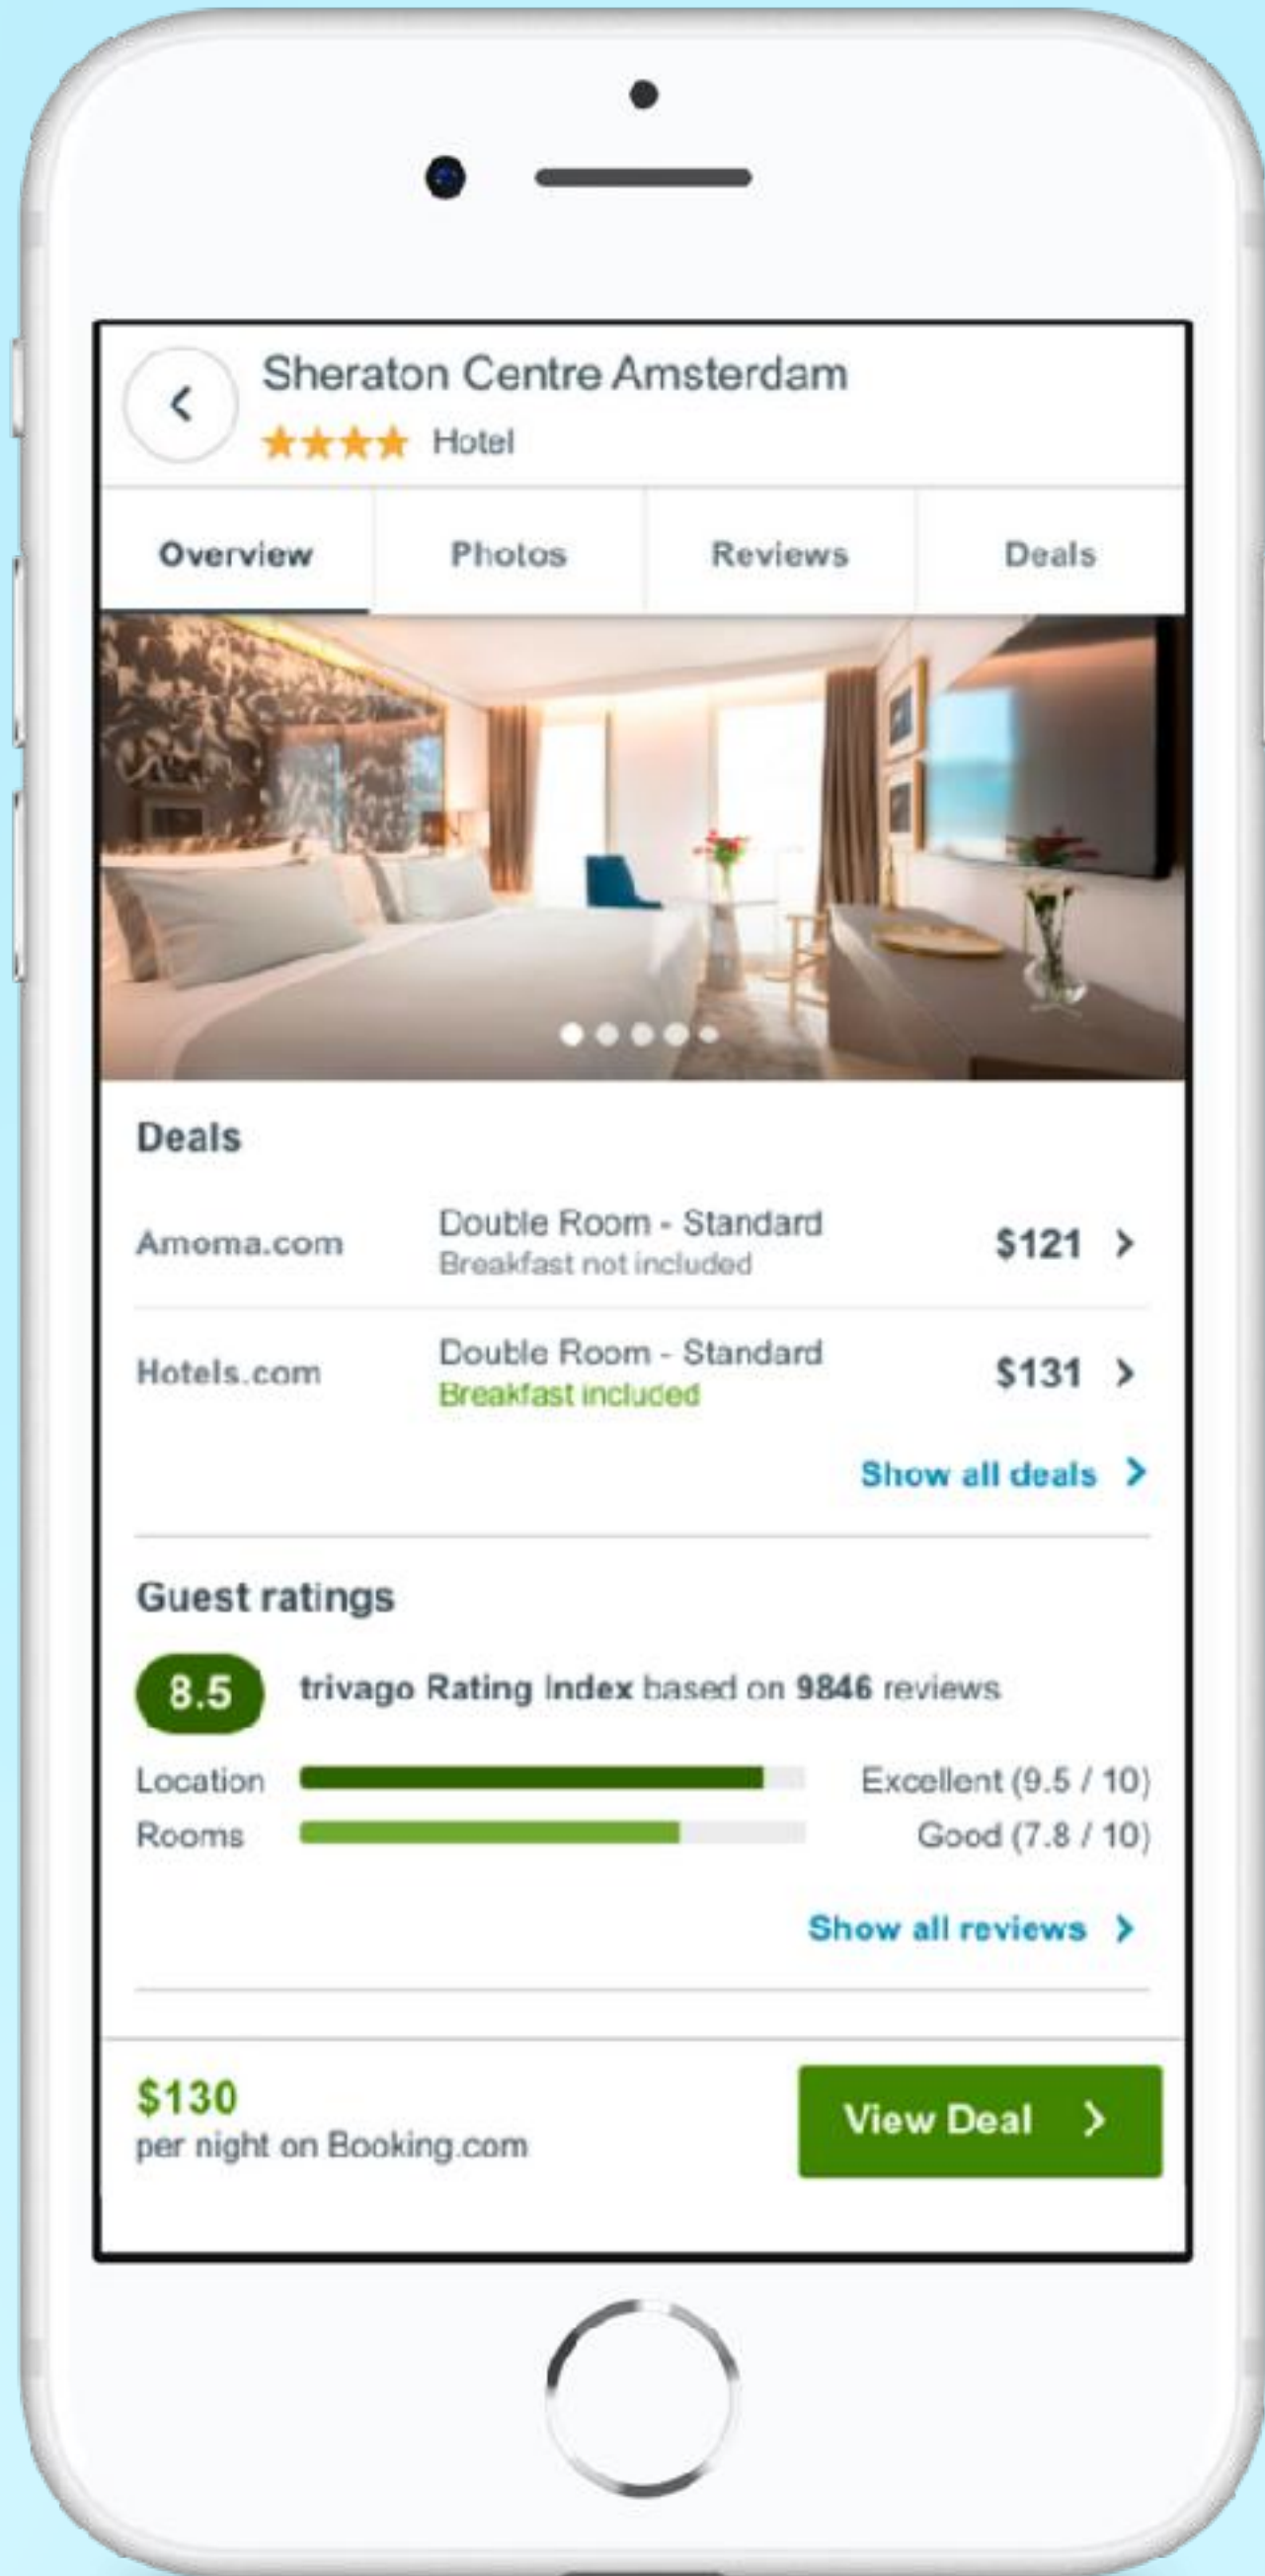 Sheraton Centre Amsterdam
Hotel
Overview
Photos
Reviews
Deals
Deals
Amoma.com
Double Room - Standard
Breakfast not included
$121
Hotels.com
Double Room - Standard
Breakfast included
$131
Show all deals
Guest ratings
8.5
trivago Rating Index based on 9846 reviews
Location
Excellent (9.5 / 10)
Rooms
Good (7.8 / 10)
Show all reviews
$130
per night on Booking.com
View Deal